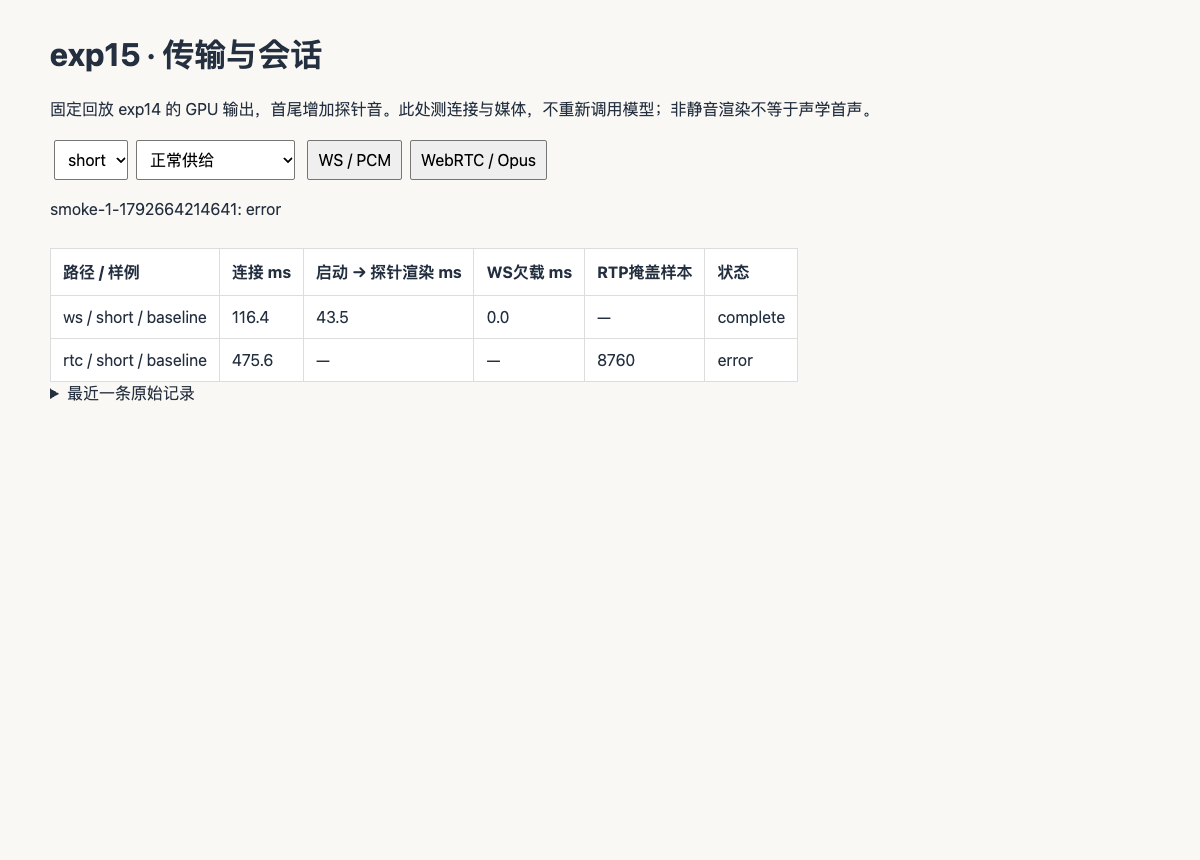 exp15 · 传输与会话
固定回放 exp14 的 GPU 输出，首尾增加探针音。此处测连接与媒体，不重新调用模型；非静音渲染不等于声学首声。
short 正常供给 WS / PCM WebRTC / Opus
smoke-1-1792664214641: error
路径 / 样例 连接 ms 启动 → 探针渲染 ms WS欠载 ms RTP掩盖样本 状态
ws / short / baseline 116.4 43.5 0.0 — complete
rtc / short / baseline 475.6 — — 8760 error
最近一条原始记录